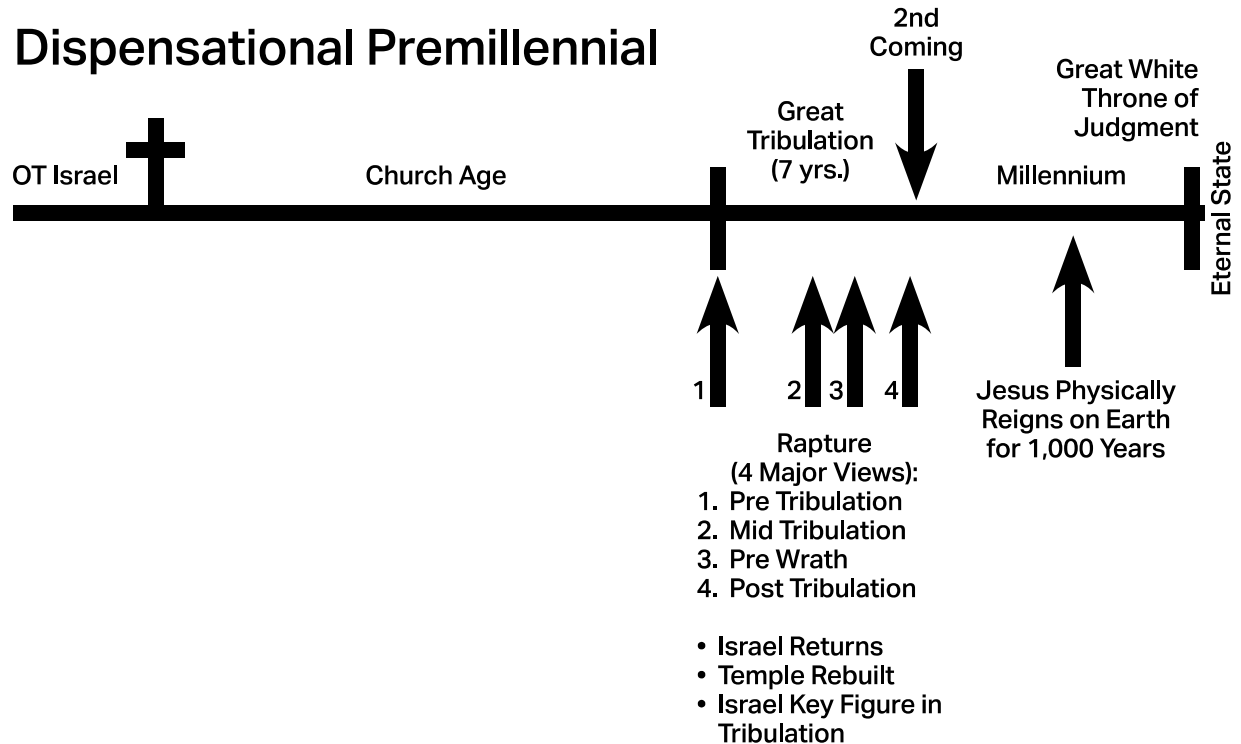 Dispensational Premillennial
2nd
Coming
Great White
Throne of
Judgment
Great
Tribulation
(7 yrs.)
OT Israel
Church Age
Millennium
Eternal State
1
2
3
4
Jesus Physically
Reigns on Earth
for 1,000 Years
Rapture
(4 Major Views):
1. Pre Tribulation
2. Mid Tribulation
3. Pre Wrath
4. Post Tribulation
• Israel Returns
• Temple Rebuilt
• Israel Key Figure in
Tribulation